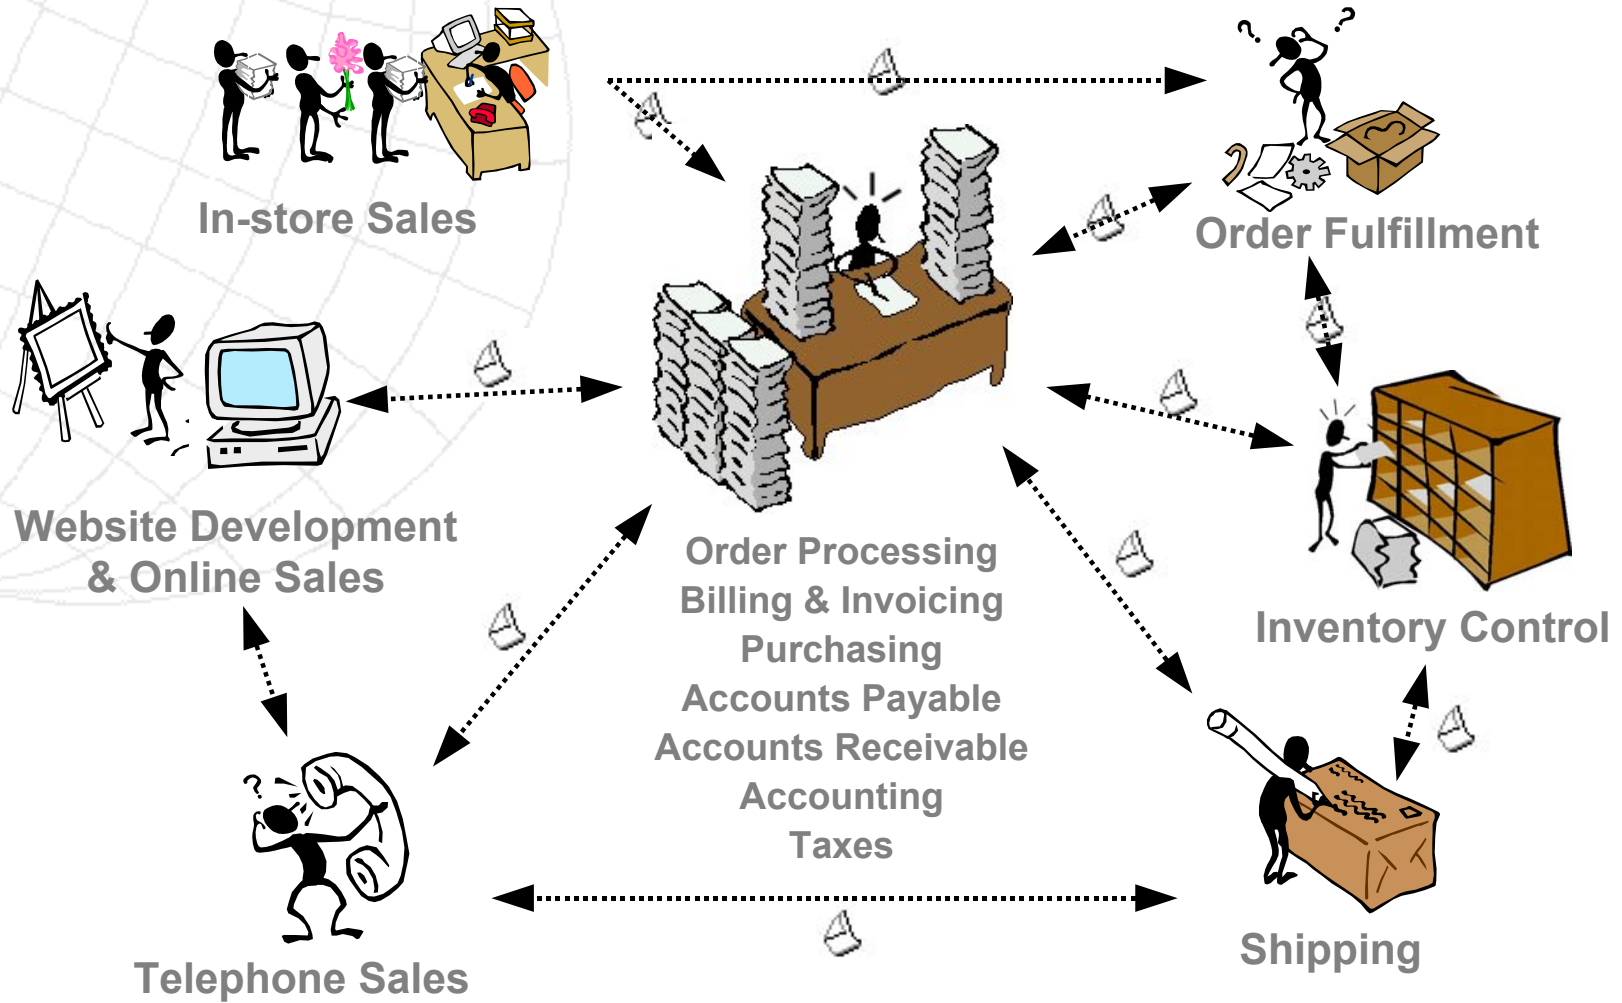 In-store Sales
Order Fulfillment
Website Development
& Online Sales
Order Processing
Billing & Invoicing
Purchasing
Accounts Payable
Accounts Receivable
Accounting
Taxes
Inventory Control
Telephone Sales
Shipping